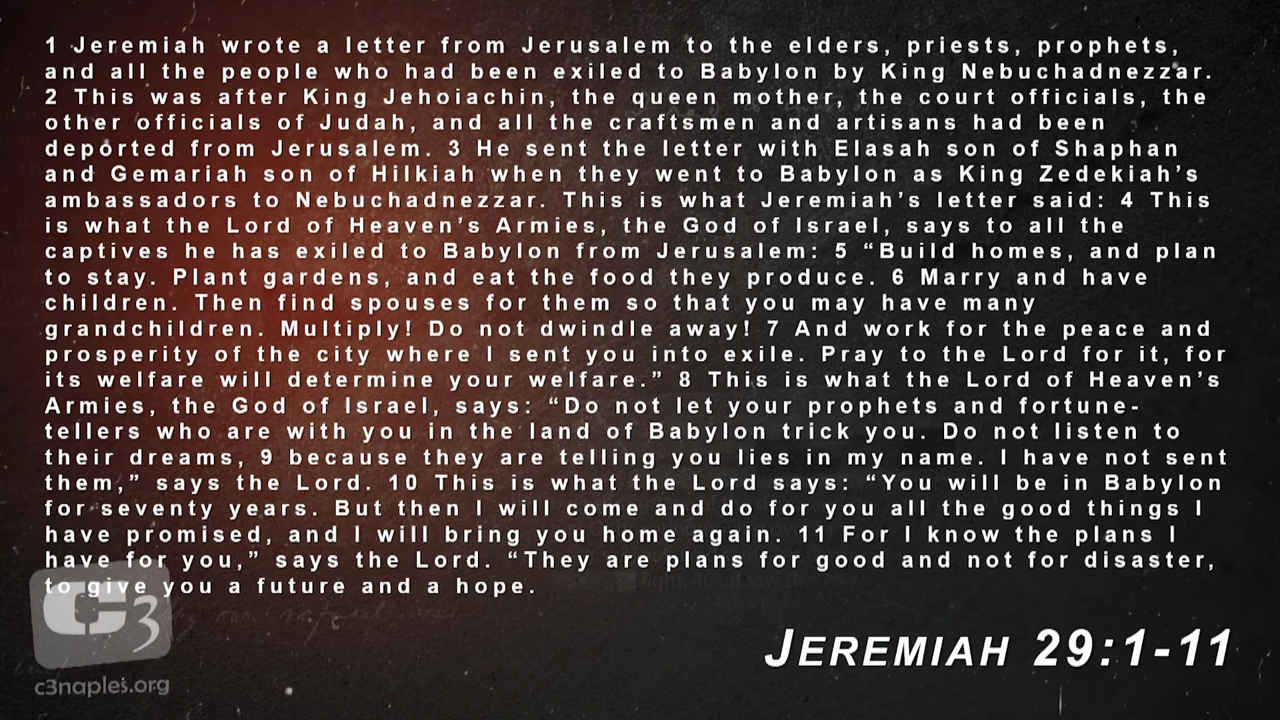 1 Jeremiah wrote a letter from Jerusalem to the elders, priests, prophets,
and all the people who had been exiled to Babylon by King Nebuchadnezzar.
2 This was after King Jehoiachin, the queen mother, the court officials, the
other officials of Judah, and all the craftsmen and artisans had been
deported from Jerusalem. 3 He sent the letter with Elasah son of Shaphan
and Gemariah son of Hilkiah when they went to Babylon as King Zedekiah’s
ambassadors to Nebuchadnezzar. This is what Jeremiah’s letter said: 4 This
is what the Lord of Heaven’s Armies, the God of Israel, says to all the
captives he has exiled to Babylon from Jerusalem: 5 “Build homes, and plan
to stay. Plant gardens, and eat the food they produce. 6 Marry and have
children. Then find spouses for them so that you may have many
grandchildren. Multiply! Do not dwindle away! 7 And work for the peace and
prosperity of the city where I sent you into exile. Pray to the Lord for it, for
its welfare will determine your welfare.” 8 This is what the Lord of Heaven’s
Armies, the God of Israel, says: “Do not let your prophets and fortune-
tellers who are with you in the land of Babylon trick you. Do not listen to
their dreams, 9 because they are telling you lies in my name. I have not sent
them,” says the Lord. 10 This is what the Lord says: “You will be in Babylon
for seventy years. But then I will come and do for you all the good things I
have promised, and I will bring you home again. 11 For I know the plans I
have for you,” says the Lord. “They are plans for good and not for disaster,
to give you a future and a hope.
JEREMIAH 29:1-11
C3
c3naples.org